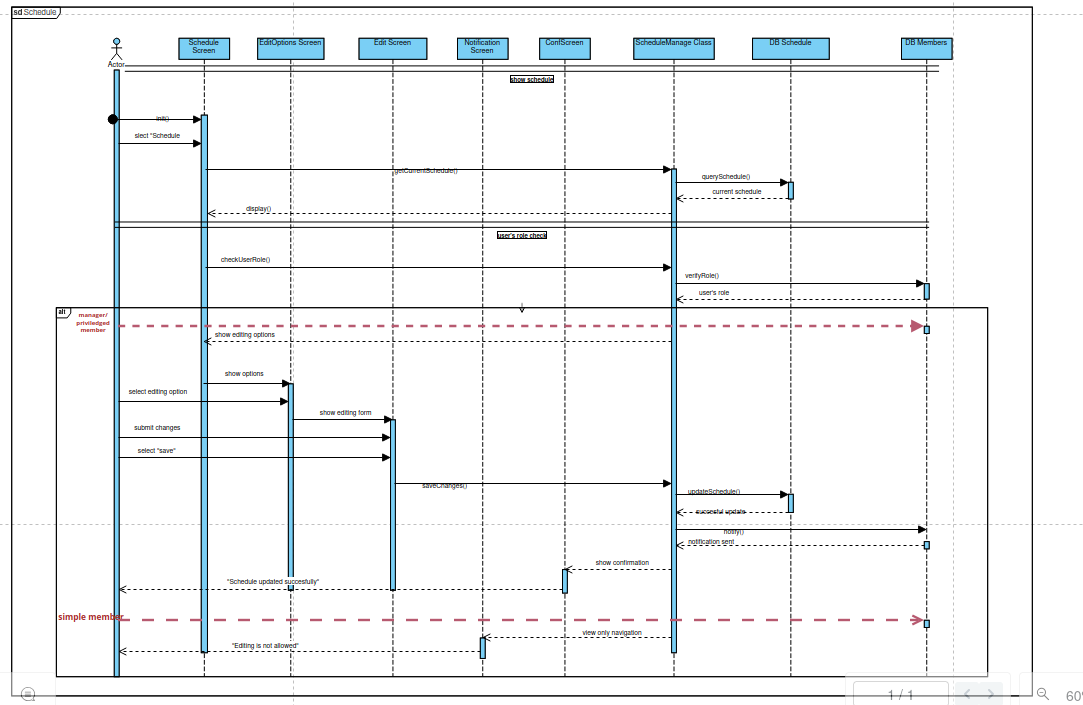 sd Schedule
Actor
Schedule
Screen
EditOptions Screen
Edit Screen
Notification
Screen
ConfScreen
ScheduleManage Class
DB Schedule
DB Members
show schedule
init()
slect "Schedule
getCurrentSchedule()
querySchedule()
current schedule
display()
user's role check
checkUserRole()
verifyRole()
user's role
alt
manager/
priviledged
member
show editing options
show options
select editing option
show editing form
submit changes
select "save"
saveChanges()
updateSchedule()
succesful update
notify()
notification sent
show confirmation
"Schedule updated succesfully"
simple member
view only navigation
"Editing is not allowed"
1 / 1